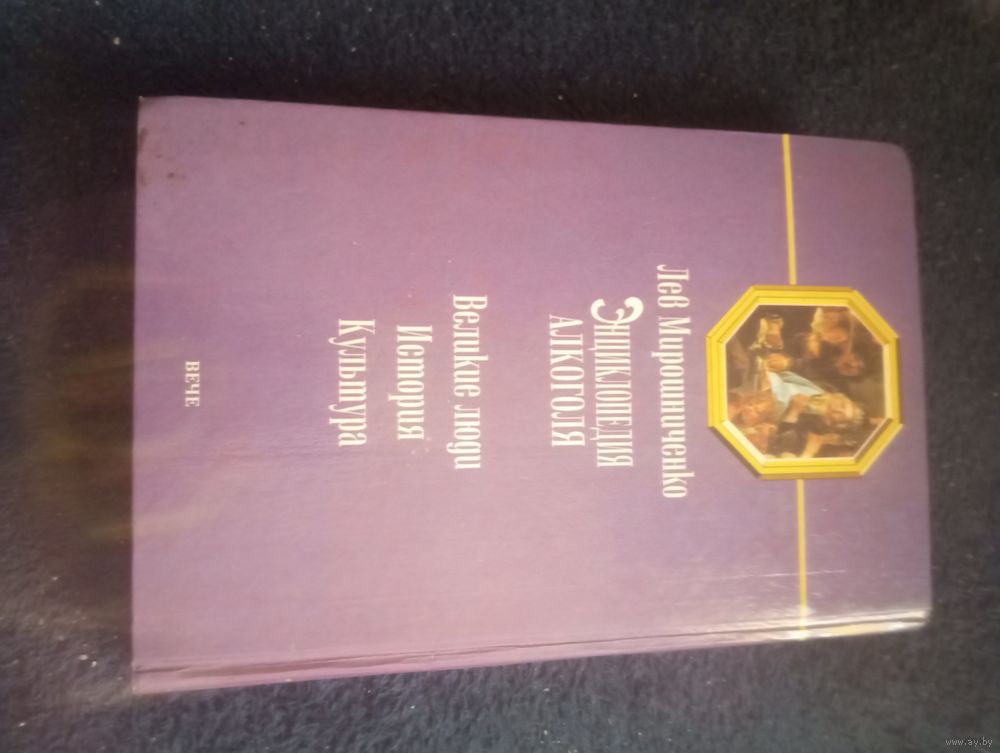 Лев Мирошниченко
ЭНЦИКЛОПЕДИЯ
АЛКОГОЛЯ
Великие люди
История
Культура
ВЕЧЕ
www.ay.by